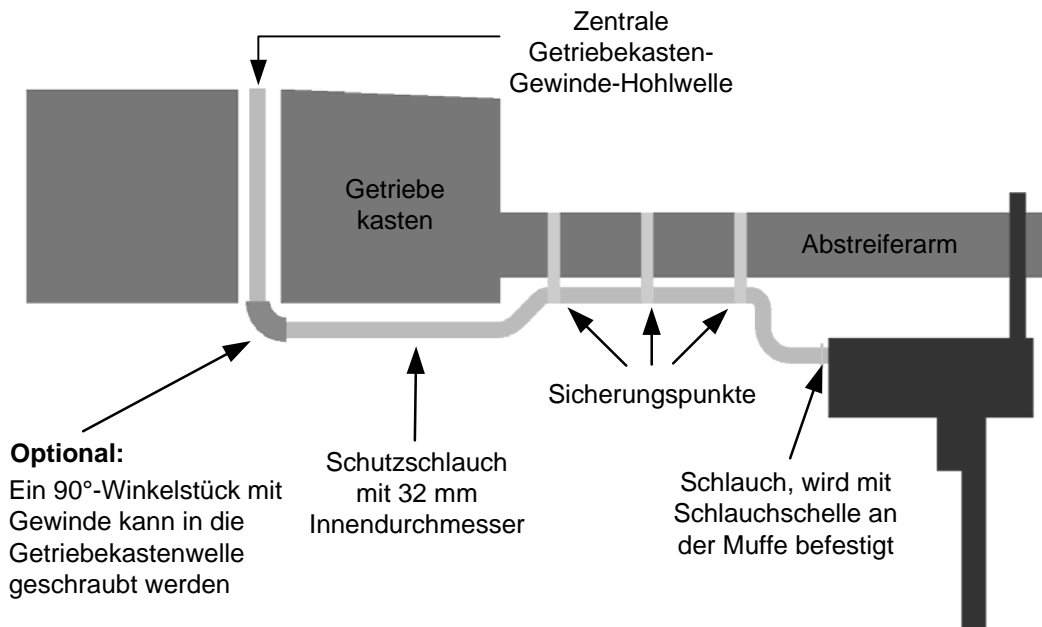 Zentrale
Getriebekasten-
Gewinde-Hohlwelle
Getriebe
kasten
Abstreiferarm
Sicherungspunkte
Optional:
Ein 90°-Winkelstück mit
Gewinde kann in die
Getriebekastenwelle
geschraubt werden
Schutzschlauch
mit 32 mm
Innendurchmesser
Schlauch, wird mit
Schlauchschelle an
der Muffe befestigt